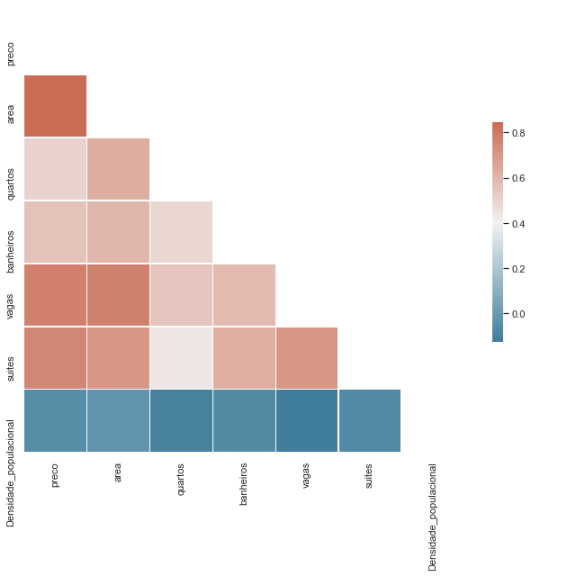 preco
area
quartos
banheiros
vagas
suites
Densidade_populacional
preco
area
quartos
banheiros
vagas
suites
Densidade_populacional
0.8
0.6
0.4
0.2
0.0